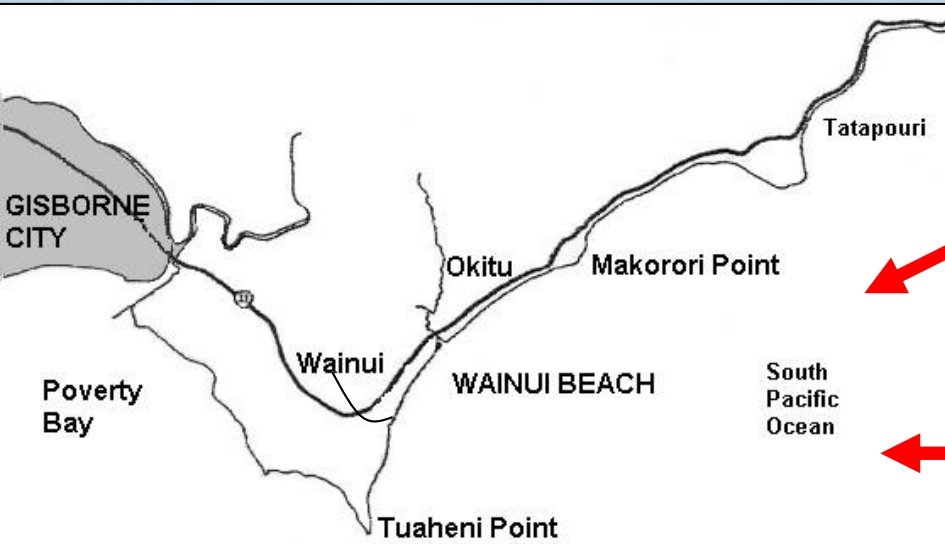 Tatapouri
GISBORNE
CITY
Okitu
Makorori Point
Wainui
WAINUI BEACH
Poverty
Bay
South
Pacific
Ocean
Tuaheni Point